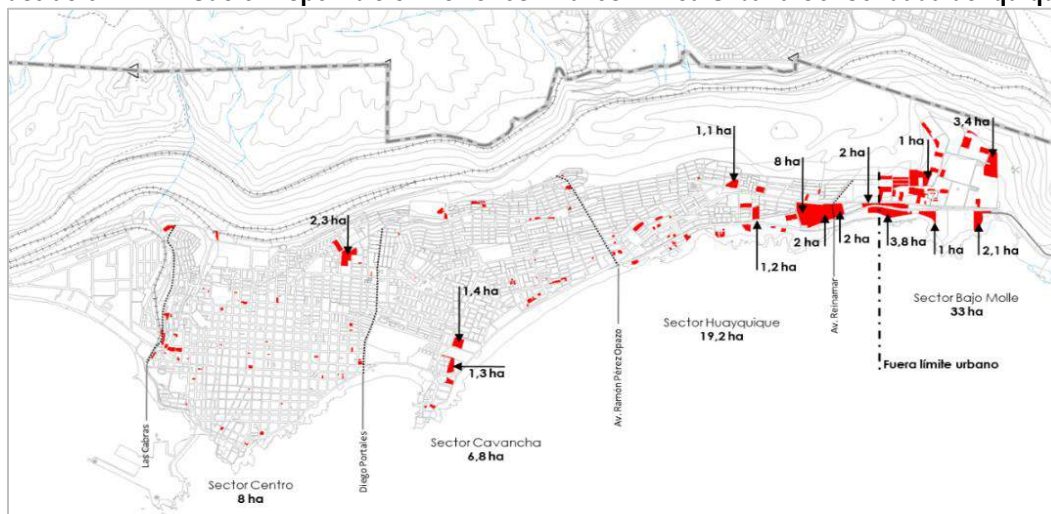 1,1 ha
8 ha
2 ha
1 ha
3,4 ha
2,3 ha
1,4 ha
1,3 ha
1,2 ha
2 ha
2 ha
3,8 ha
1 ha
2,1 ha
Sector Bajo Molle
33 ha
Sector Huayquique
19,2 ha
Fuera límite urbano
Av. Reinamar
Av. Ramón Pérez Opazo
Sector Cavancha
6,8 ha
Diego Portales
Las Cabras
Sector Centro
8 ha